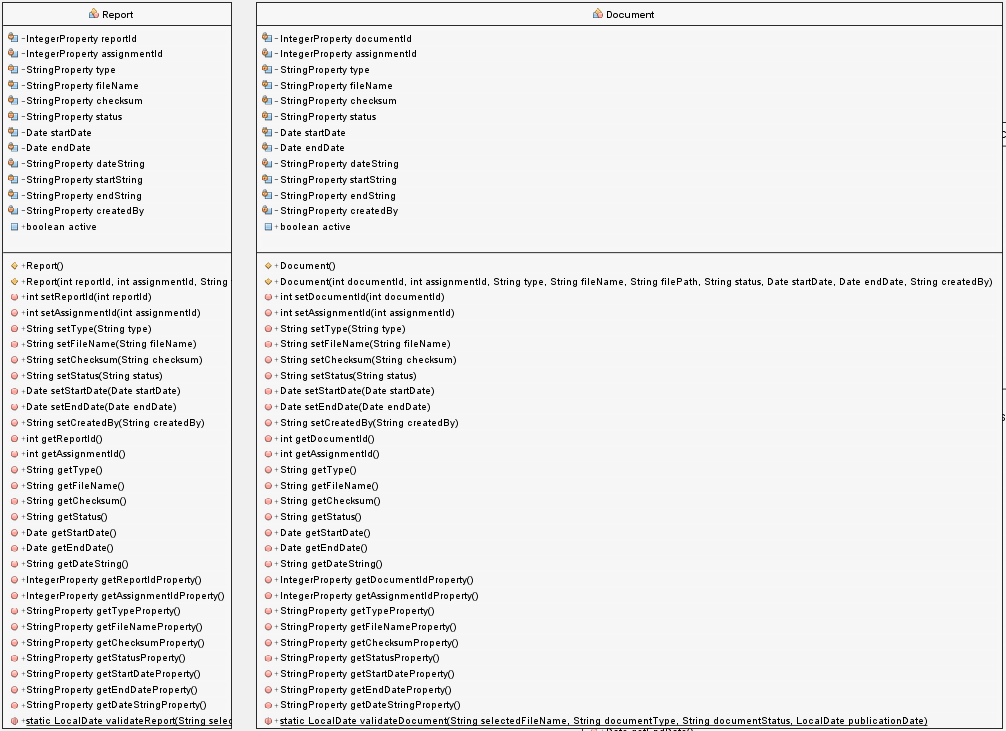 Report
-IntegerProperty reportId
-IntegerProperty assignmentId
-StringProperty type
-StringProperty fileName
-StringProperty checksum
-StringProperty status
-Date startDate
-Date endDate
-StringProperty dateString
-StringProperty startString
-StringProperty endString
-StringProperty createdBy
+boolean active
+Report()
+Report(int reportId, int assignmentId, String
+int setReportId(int reportId)
+int setAssignmentId(int assignmentId)
+String setType(String type)
+String setFileName(String fileName)
+String setChecksum(String checksum)
+String setStatus(String status)
+Date setStartDate(Date startDate)
+Date setEndDate(Date endDate)
+String setCreatedBy(String createdBy)
+int getReportId()
+int getAssignmentId()
+String getType()
+String getFileName()
+String getChecksum()
+String getStatus()
+Date getStartDate()
+Date getEndDate()
+String getDateString()
+IntegerProperty getReportIdProperty()
+IntegerProperty getAssignmentIdProperty()
+StringProperty getTypeProperty()
+StringProperty getFileNameProperty()
+StringProperty getChecksumProperty()
+StringProperty getStatusProperty()
+StringProperty getStartDateProperty()
+StringProperty getEndDateProperty()
+StringProperty getDateStringProperty()
+static LocalDate validateReport(String selec
Document
-IntegerProperty documentId
-IntegerProperty assignmentId
-StringProperty type
-StringProperty fileName
-StringProperty checksum
-StringProperty status
-Date startDate
-Date endDate
-StringProperty dateString
-StringProperty startString
-StringProperty endString
-StringProperty createdBy
+boolean active
+Document()
+Document(int documentId, int assignmentId, String type, String fileName, String filePath, String status, Date startDate, Date endDate, String createdBy)
+int setDocumentId(int documentId)
+int setAssignmentId(int assignmentId)
+String setType(String type)
+String setFileName(String fileName)
+String setChecksum(String checksum)
+String setStatus(String status)
+Date setStartDate(Date startDate)
+Date setEndDate(Date endDate)
+String setCreatedBy(String createdBy)
+int getDocumentId()
+int getAssignmentId()
+String getType()
+String getFileName()
+String getChecksum()
+String getStatus()
+Date getStartDate()
+Date getEndDate()
+String getDateString()
+IntegerProperty getDocumentIdProperty()
+IntegerProperty getAssignmentIdProperty()
+StringProperty getTypeProperty()
+StringProperty getFileNameProperty()
+StringProperty getChecksumProperty()
+StringProperty getStatusProperty()
+StringProperty getStartDateProperty()
+StringProperty getEndDateProperty()
+StringProperty getDateStringProperty()
+static LocalDate validateDocument(String selectedFileName, String documentType, String documentStatus, LocalDate publicationDate)